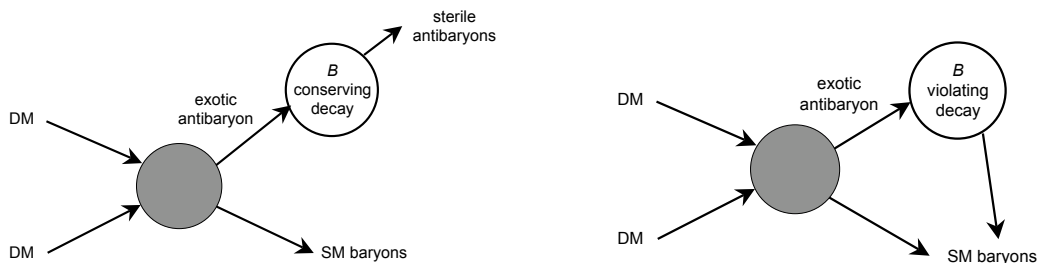 sterile
antibaryons
B
conserving
decay
exotic
antibaryon
DM
DM
SM baryons
B
violating
decay
exotic
antibaryon
DM
DM
SM baryons